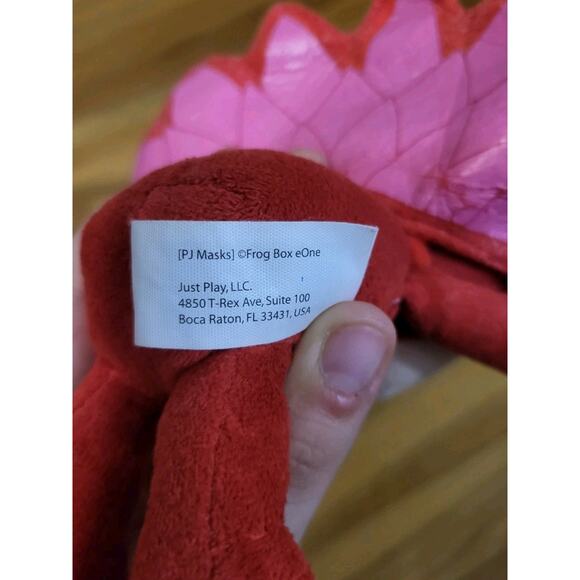 [PJ Masks] ©Frog Box eOne
Just Play, LLC.
4850 T-Rex Ave, Suite 100
Boca Raton, FL 33431, USA